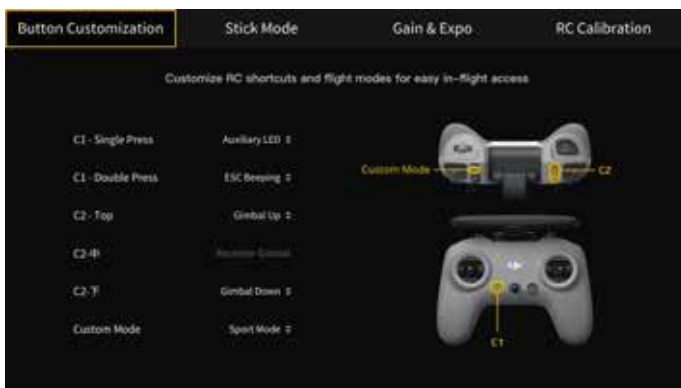 Button Customization
Stick Mode
Gain & Expo
RC Calibration
Customize RC shortcuts and flight modes for easy in-flight access
C1 - Single Press
Auxiliary LED
C1 - Double Press
ESC Beeping
C2 - Top
Gimbal Up
C2-中
Recenter Gimbal
C2-下
Gimbal Down
Custom Mode
Sport Mode
Custom Mode
C2
C1